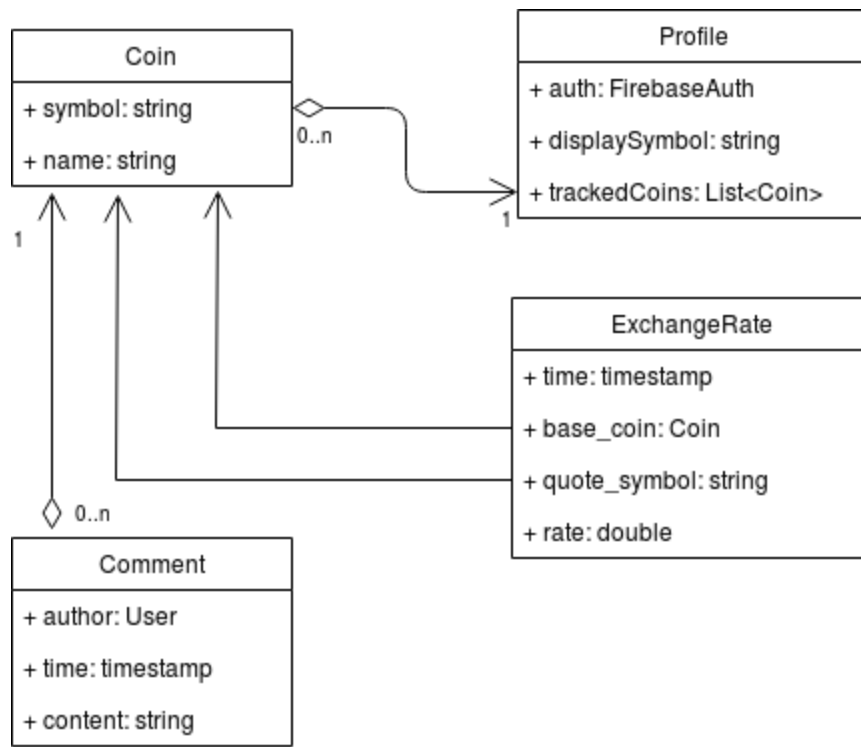 Coin
+ symbol: string
+ name: string
0..n
1
Profile
+ auth: FirebaseAuth
+ displaySymbol: string
+ trackedCoins: List<Coin>
1
ExchangeRate
+ time: timestamp
+ base_coin: Coin
+ quote_symbol: string
+ rate: double
0..n
Comment
+ author: User
+ time: timestamp
+ content: string